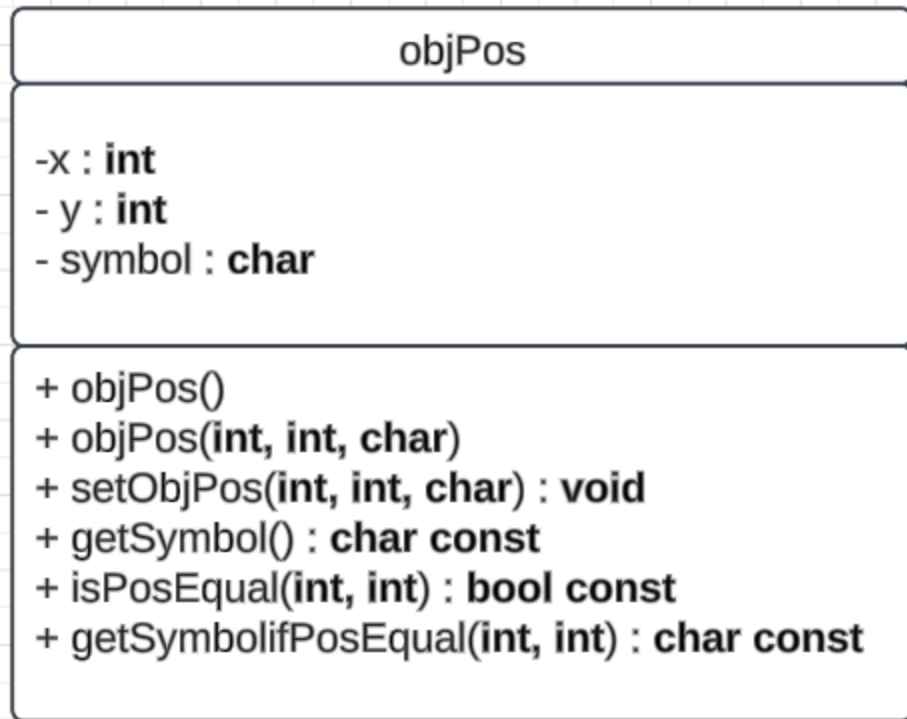 objPos
-x : int
- y : int
- symbol : char
+ objPos()
+ objPos(int, int, char)
+ setObjPos(int, int, char) : void
+ getSymbol() : char const
+ isPosEqual(int, int) : bool const
+ getSymbolifPosEqual(int, int) : char const